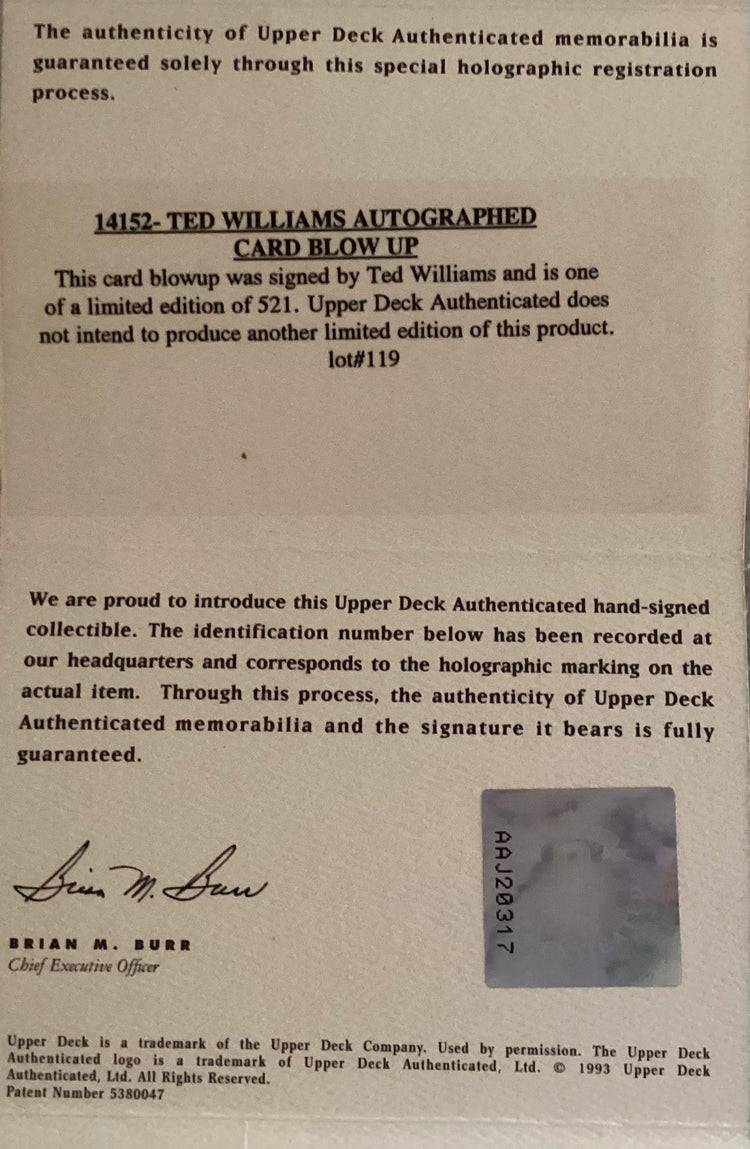 The authenticity of Upper Deck Authenticated memorabilia is
guaranteed solely through this special holographic registration
process.
14152- TED WILLIAMS AUTOGRAPHED
CARD BLOW UP
This card blowup was signed by Ted Williams and is one
of a limited edition of 521. Upper Deck Authenticated does
not intend to produce another limited edition of this product.
lot#119
We are proud to introduce this Upper Deck Authenticated hand-signed
collectible. The identification number below has been recorded at
our headquarters and corresponds to the holographic marking on the
actual item. Through this process, the authenticity of Upper Deck
Authenticated memorabilia and the signature it bears is fully
guaranteed.
AAJ20317
Brian M. Burr
BRIAN M. BURR
Chief Executive Officer
Upper Deck is a trademark of the Upper Deck Company. Used by permission. The Upper Deck
Authenticated logo is a trademark of Upper Deck Authenticated, Ltd. © 1993 Upper Deck
Authenticated, Ltd. All Rights Reserved.
Patent Number 5380047